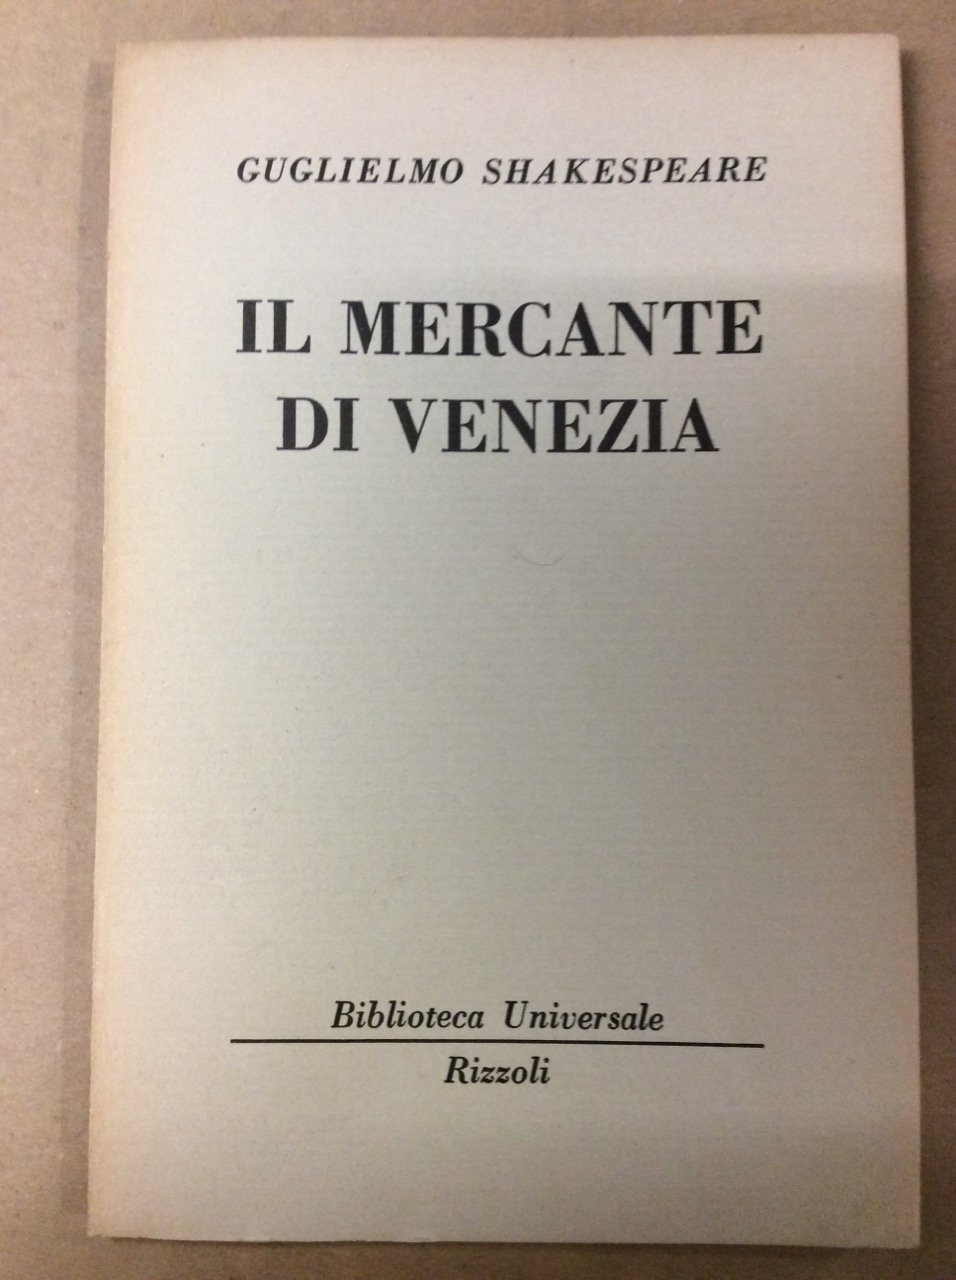 GUGLIELMO SHAKESPEARE
IL MERCANTE
DI VENEZIA
Biblioteca Universale
Rizzoli